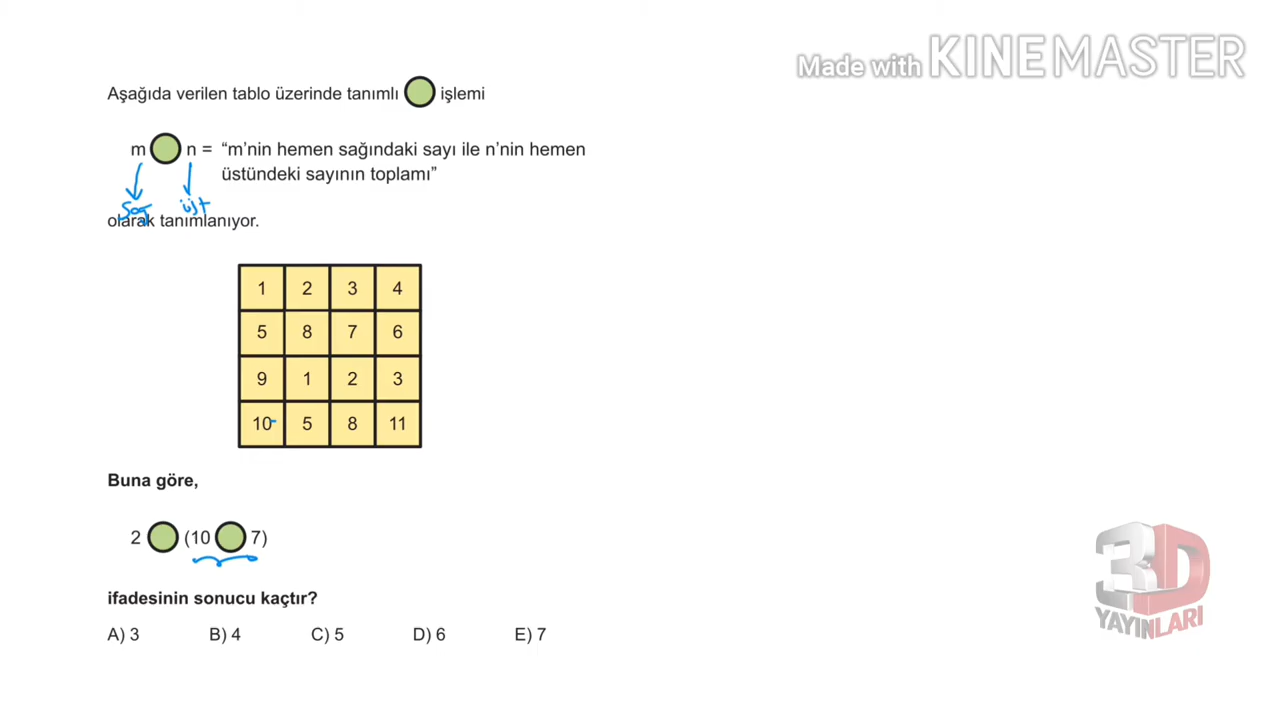 Made with KINEMASTER
Aşağıda verilen tablo üzerinde tanımlı işlemi
m n = “m’nin hemen sağındaki sayı ile n’nin hemen
üstündeki sayının toplamı”
sağ üst
olarak tanımlanıyor.
1 2 3 4
5 8 7 6
9 1 2 3
10 5 8 11
Buna göre,
2 (10 7)
ifadesinin sonucu kaçtır?
A) 3 B) 4 C) 5 D) 6 E) 7
3D
YAYINLARI